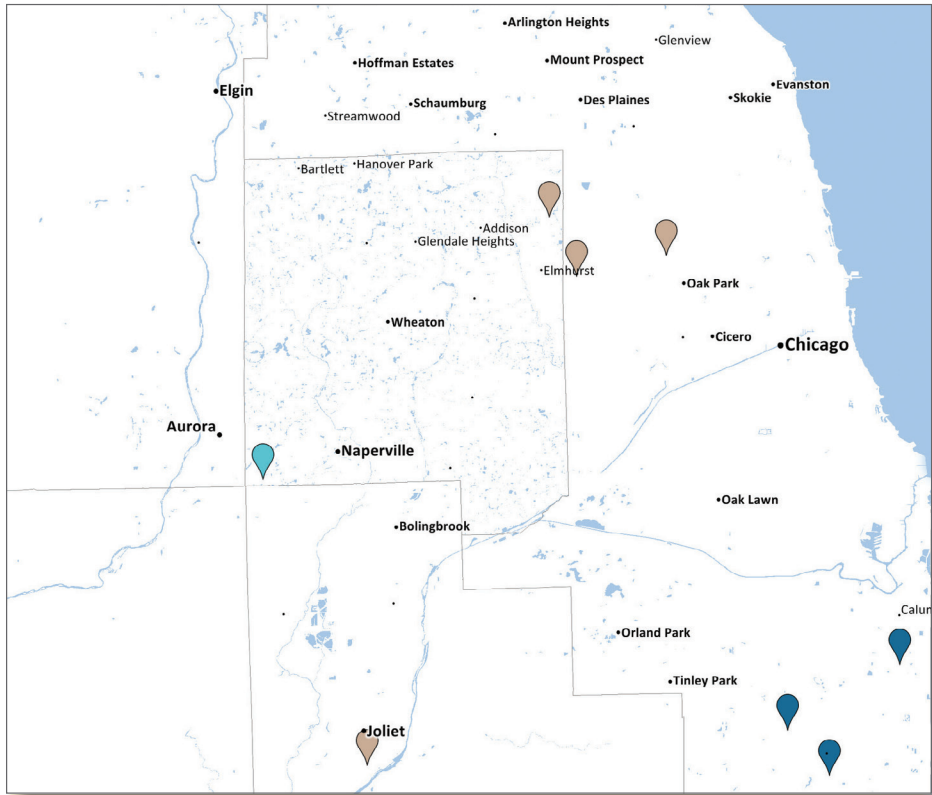 Arlington Heights
Glenview
Hoffman Estates
Mount Prospect
Elgin
Schaumburg
Des Plaines
Skokie
Evanston
Streamwood
Bartlett
Hanover Park
Addison
Glendale Heights
Elmhurst
Oak Park
Wheaton
Cicero
Chicago
Aurora
Naperville
Oak Lawn
Bolingbrook
Calum
Orland Park
Tinley Park
Joliet